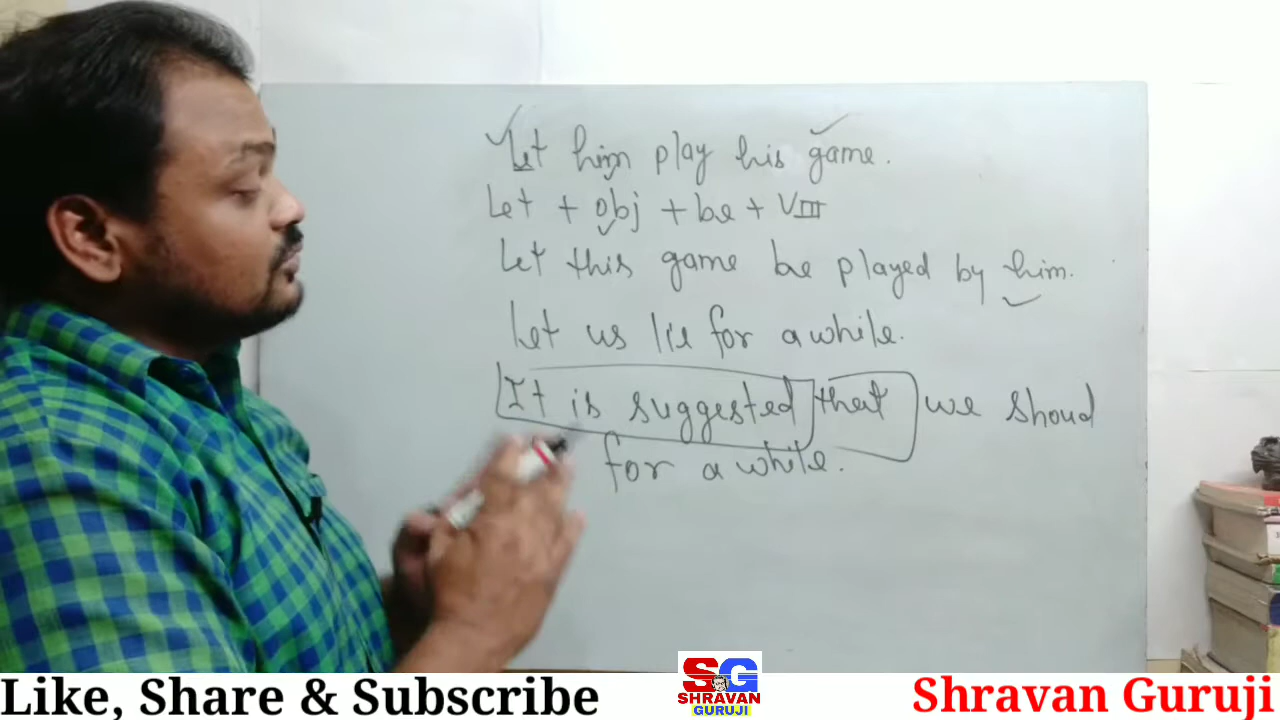 Let him play his game.
Let + obj + be + VIII
Let this game be played by him.
Let us lie for a while.
It is suggested that we shoud
for a while.
SG
SHRAVAN
GURUJI
Like, Share & Subscribe
Shravan Guruji